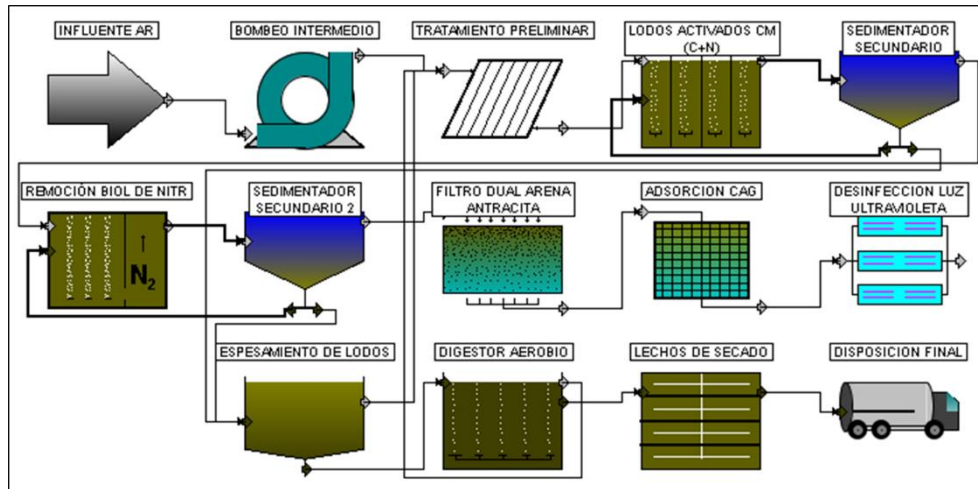 INFLUENTE AR
BOMBEO INTERMEDIO
TRATAMIENTO PRELIMINAR
LODOS ACTIVADOS CM
(C+N)
SEDIMENTADOR
SECUNDARIO
REMOCIÓN BIOL DE NITR
SEDIMENTADOR
SECUNDARIO 2
FILTRO DUAL ARENA
ANTRACITA
ADSORCION CAG
DESINFECCION LUZ
ULTRAVIOLETA
N2
ESPESAMIENTO DE LODOS
DIGESTOR AEROBIO
LECHOS DE SECADO
DISPOSICION FINAL